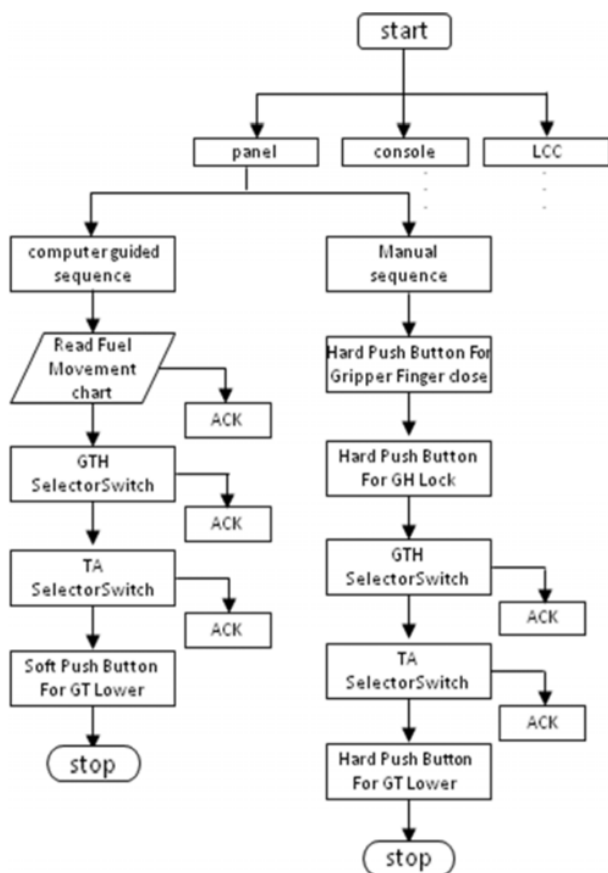 start
panel
console
LCC
computer guided
sequence
Read Fuel
Movement
chart
ACK
GTH
SelectorSwitch
ACK
TA
SelectorSwitch
ACK
Soft Push Button
For GT Lower
stop
Manual
sequence
Hard Push Button For
Gripper Finger close
Hard Push Button
For GH Lock
GTH
SelectorSwitch
ACK
TA
SelectorSwitch
ACK
Hard Push Button
For GT Lower
stop